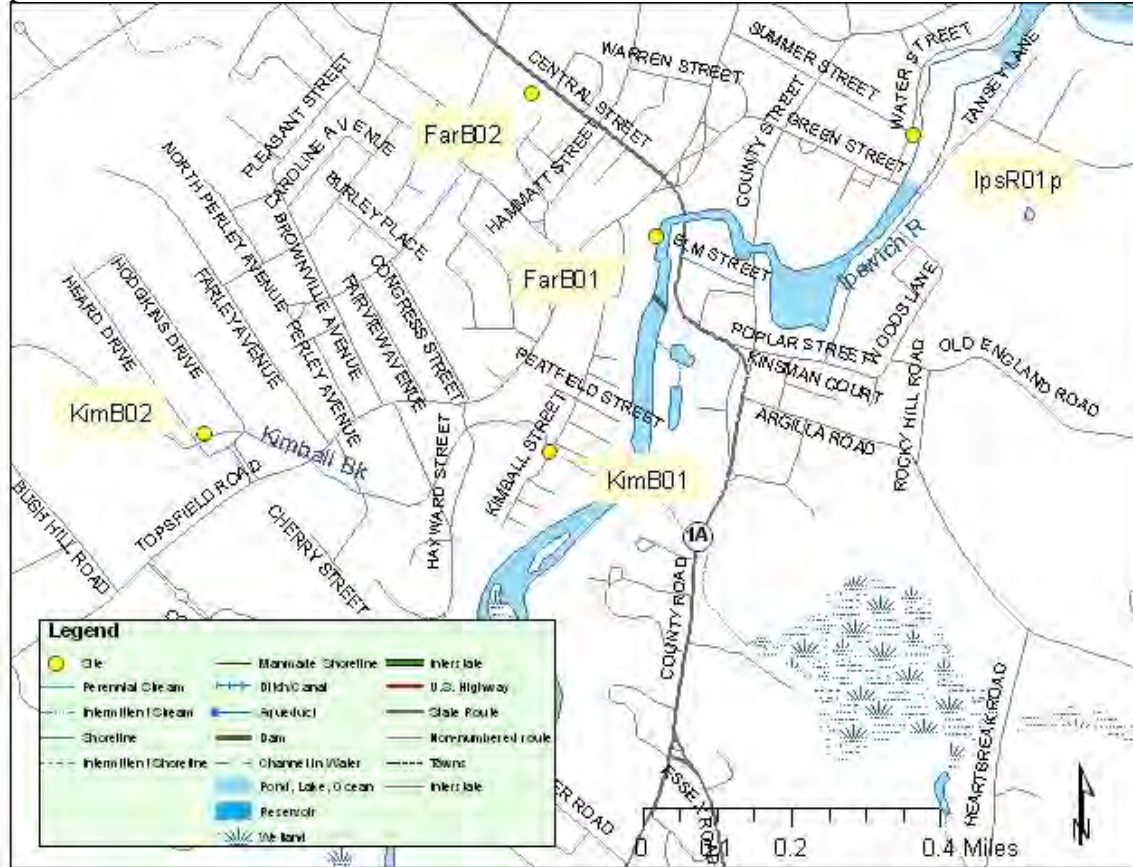 WARREN STREET
SUMMER STREET
WATER STREET
TANSEY LANE
CENTRAL STREET
PLEASANT STREET
CAROLINE AVENUE
FarB02
COUNTY STREET
GREEN STREET
NORTH PERLEY AVENUE
BURLEY PLACE
HAMMATT STREET
IpsR01p
BROWNVILLE AVENUE
ELM STREET
Ipswich R
HEARD DRIVE
HODGKINS DRIVE
FARLEY AVENUE
PERLEY AVENUE
FAIRVIEW AVENUE
CONGRESS STREET
FarB01
WOODS LANE
POPLAR STREET
KINSMAN COURT
ROCKY HILL ROAD
OLD ENGLAND ROAD
PEATFIELD STREET
ARGILLA ROAD
KimB02
Kimball Bk
KIMBALL STREET
KimB01
TOPSFIELD ROAD
HAYWARD STREET
BUSH HILL ROAD
CHERRY STREET
1A
COUNTY ROAD
HEARTSBREAK ROAD
ROAD
Legend
Site
Perennial Stream
Intermittent Stream
Shoreline
Intermittent Shoreline
Manmade Shoreline
Ditch/Canal
Aqueduct
Dam
Channel in Water
Pond, Lake, Ocean
Reservoir
Wetland
Interstate
U.S. Highway
State Route
Non-numbered route
Towns
Interstate
0 0.2 0.4 Miles
N